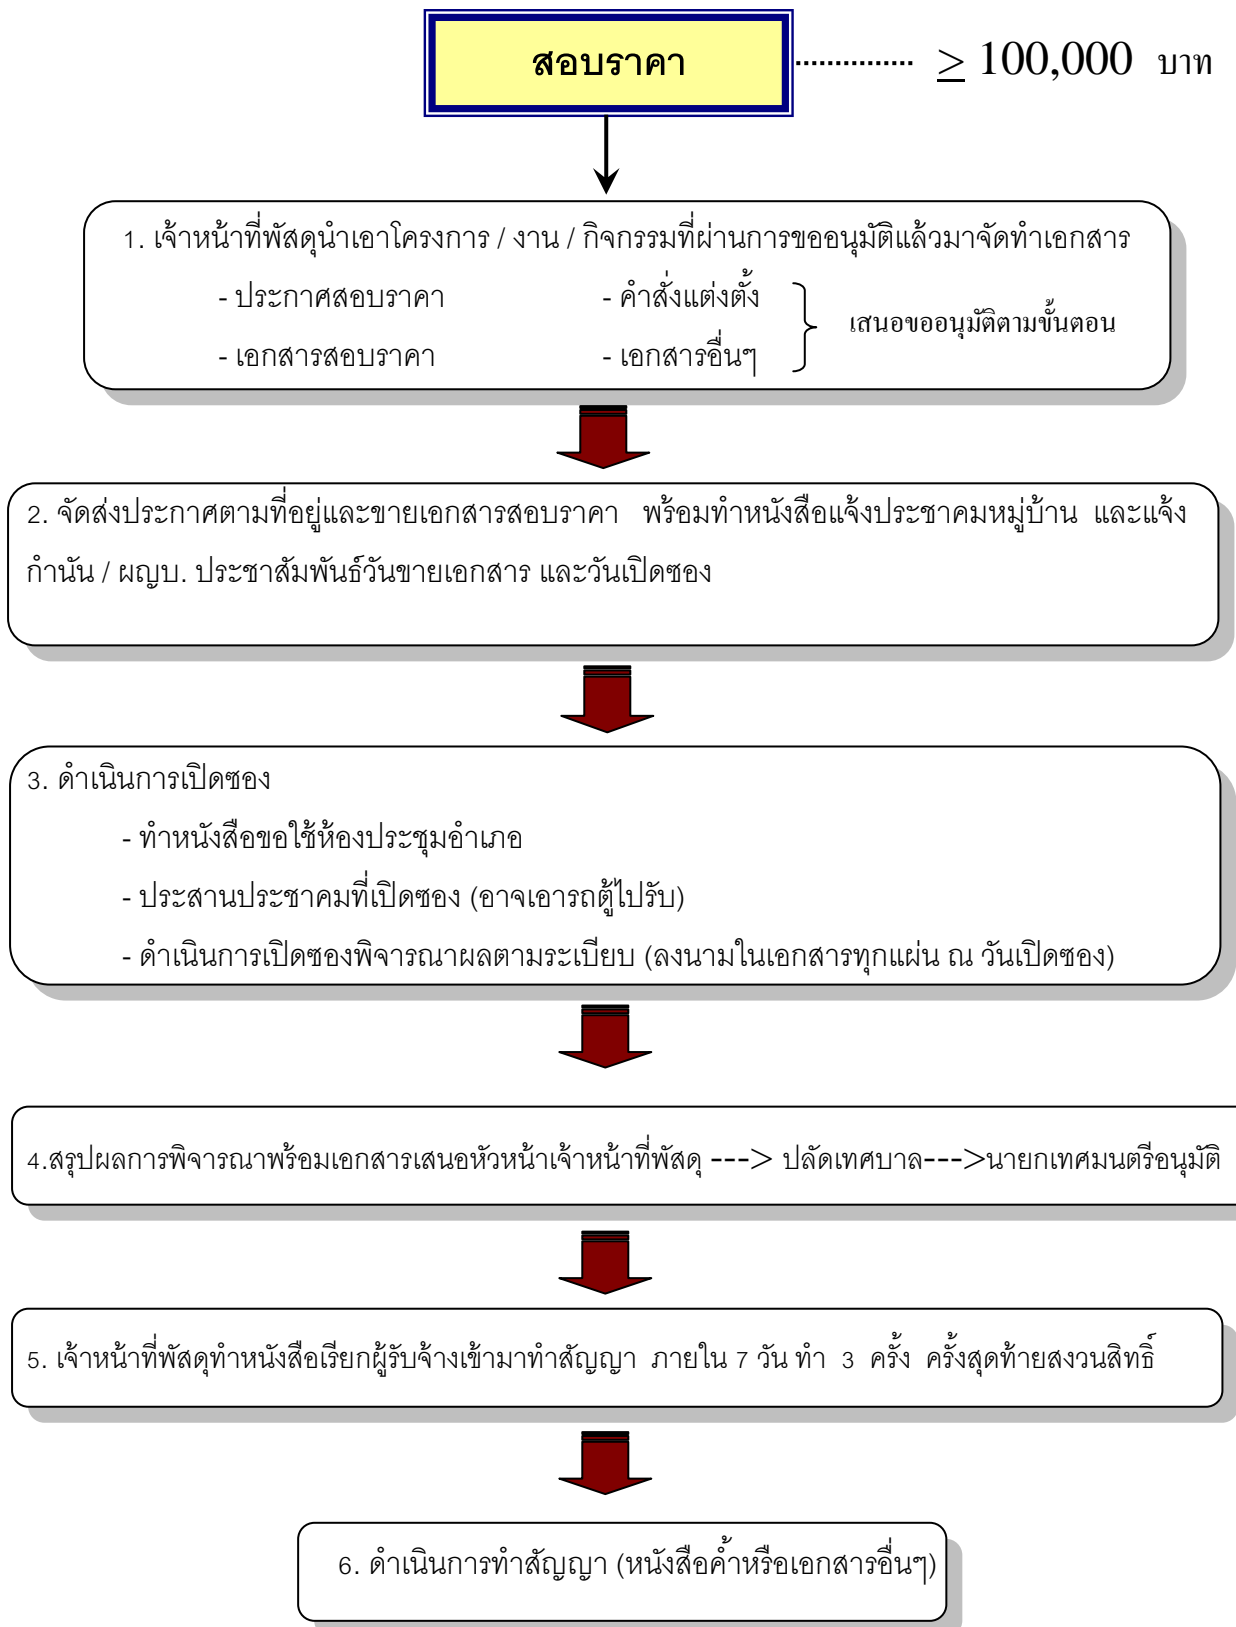 สอบราคา ............... ≥ 100,000 บาท
1. เจ้าหน้าที่พัสดุนำเอาโครงการ / งาน / กิจกรรมที่ผ่านการขออนุมัติแล้วมาจัดทำเอกสาร
- ประกาศสอบราคา - คำสั่งแต่งตั้ง
เสนอขออนุมัติตามขั้นตอน
- เอกสารสอบราคา - เอกสารอื่นๆ
2. จัดส่งประกาศตามที่อยู่และขายเอกสารสอบราคา พร้อมทำหนังสือแจ้งประชาคมหมู่บ้าน และแจ้ง
กำนัน / ผญบ. ประชาสัมพันธ์วันขายเอกสาร และวันเปิดซอง
3. ดำเนินการเปิดซอง
- ทำหนังสือขอใช้ห้องประชุมอำเภอ
- ประสานประชาคมที่เปิดซอง (อาจเอารถตู้ไปรับ)
- ดำเนินการเปิดซองพิจารณาผลตามระเบียบ (ลงนามในเอกสารทุกแผ่น ณ วันเปิดซอง)
4.สรุปผลการพิจารณาพร้อมเอกสารเสนอหัวหน้าเจ้าหน้าที่พัสดุ ---> ปลัดเทศบาล--->นายกเทศมนตรีอนุมัติ
5. เจ้าหน้าที่พัสดุทำหนังสือเรียกผู้รับจ้างเข้ามาทำสัญญา ภายใน 7 วัน ทำ 3 ครั้ง ครั้งสุดท้ายสงวนสิทธิ์
6. ดำเนินการทำสัญญา (หนังสือค้ำหรือเอกสารอื่นๆ)